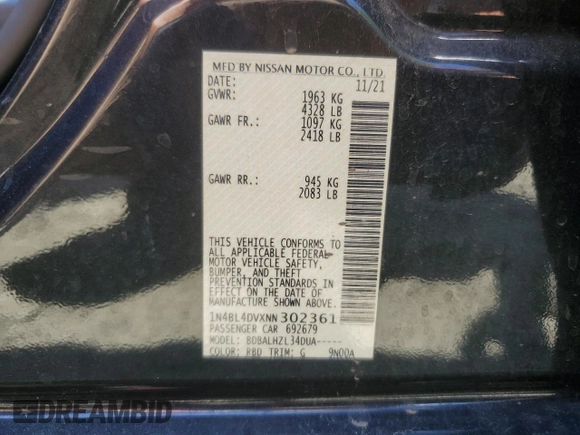 MFD BY NISSAN MOTOR CO., LTD.
DATE: 11/21
GVWR: 1963 KG
4328 LB
GAWR FR.: 1097 KG
2418 LB
GAWR RR.: 945 KG
2083 LB
THIS VEHICLE CONFORMS TO
ALL APPLICABLE FEDERAL
MOTOR VEHICLE SAFETY,
BUMPER, AND THEFT
PREVENTION STANDARDS IN
EFFECT ON THE DATE OF
MANUFACTURE SHOWN ABOVE.
1N4BL4DVXNN302361
PASSENGER CAR 692679
MODEL: BDBALHZL34DUA-----
COLOR: RBD TRIM: G 9N00A
DREAMBID